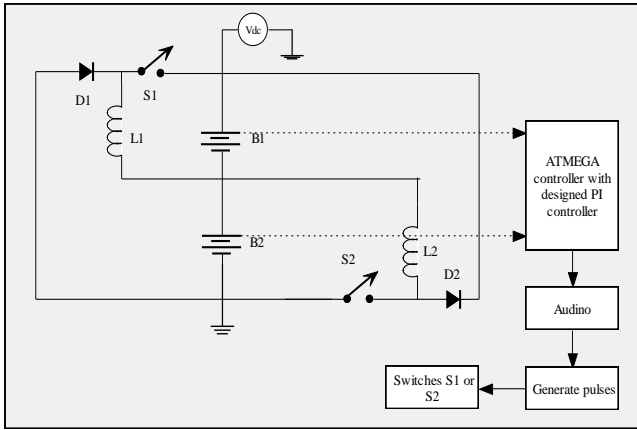 Vdc
D1
S1
L1
B1
ATMEGA
controller with
designed PI
controller
B2
S2
L2
D2
Audino
Switches S1 or
S2
Generate pulses